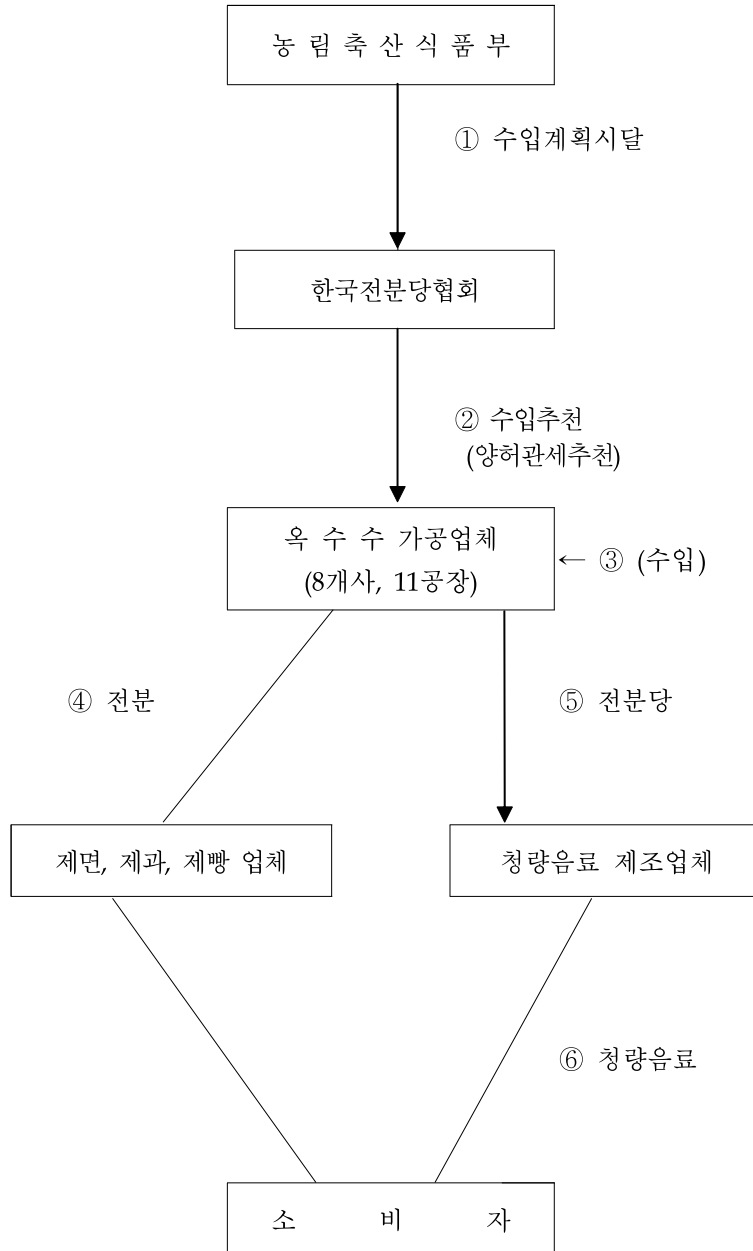 농 림 축 산 식 품 부
① 수입계획시달
한국전분당협회
② 수입추천
(양허관세추천)
옥 수 수 가공업체
(8개사, 11공장)
← ③ (수입)
④ 전분
⑤ 전분당
제면, 제과, 제빵 업체
청량음료 제조업체
⑥ 청량음료
소 비 자